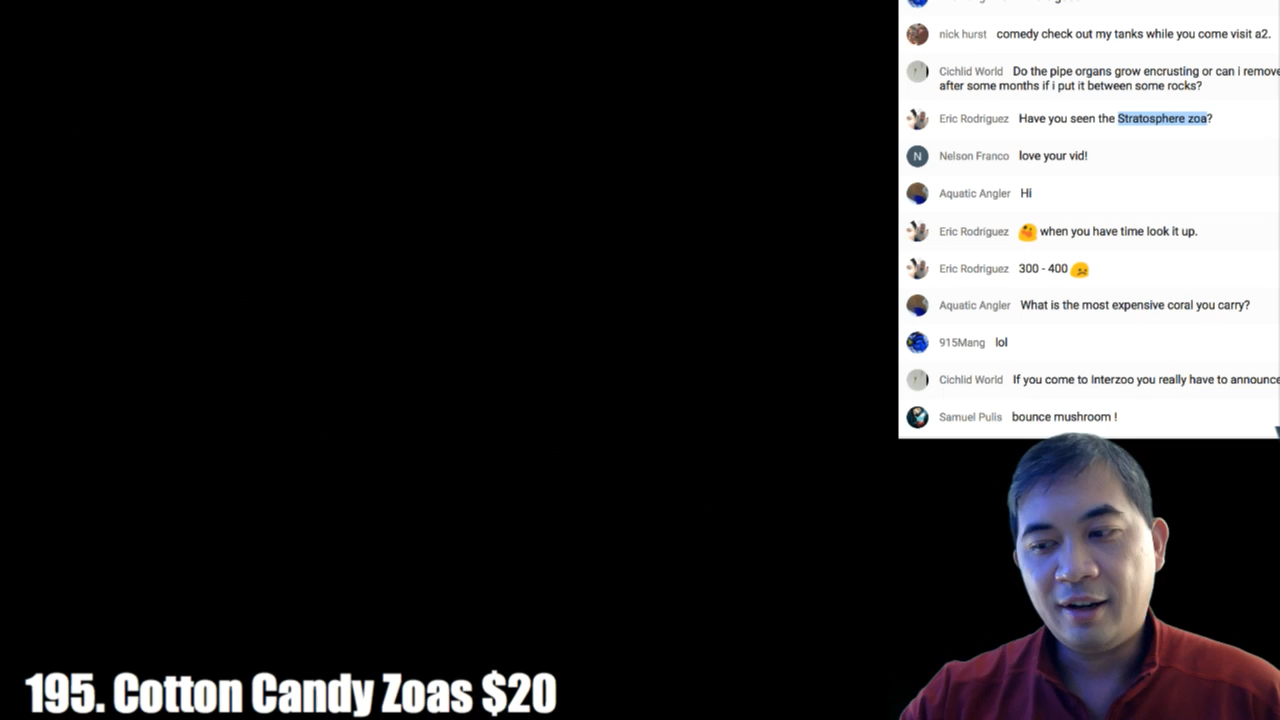 nick hurst comedy check out my tanks while you come visit a2.
Cichlid World Do the pipe organs grow encrusting or can i remove
after some months if i put it between some rocks?
Eric Rodriguez Have you seen the Stratosphere zoa?
N Nelson Franco love your vid!
Aquatic Angler Hi
Eric Rodriguez when you have time look it up.
Eric Rodriguez 300 - 400
Aquatic Angler What is the most expensive coral you carry?
915Mang lol
Cichlid World If you come to Interzoo you really have to announce
Samuel Pulis bounce mushroom !
195. Cotton Candy Zoas $20